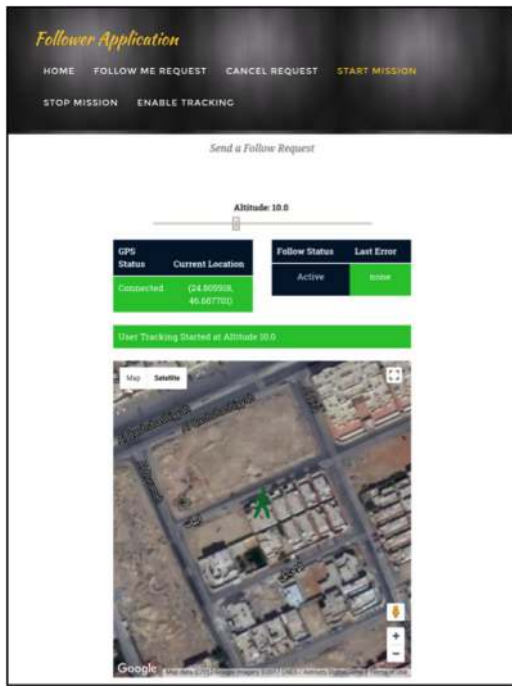 Follower Application
HOME FOLLOW ME REQUEST CANCEL REQUEST START MISSION
STOP MISSION ENABLE TRACKING
Send a Follow Request
Altitude: 10.0
GPS Status Current Location
Connected (24.809918, 46.687701)
Follow Status Last Error
Active none
User Tracking Started at Altitude 10.0
Map Satellite
Google